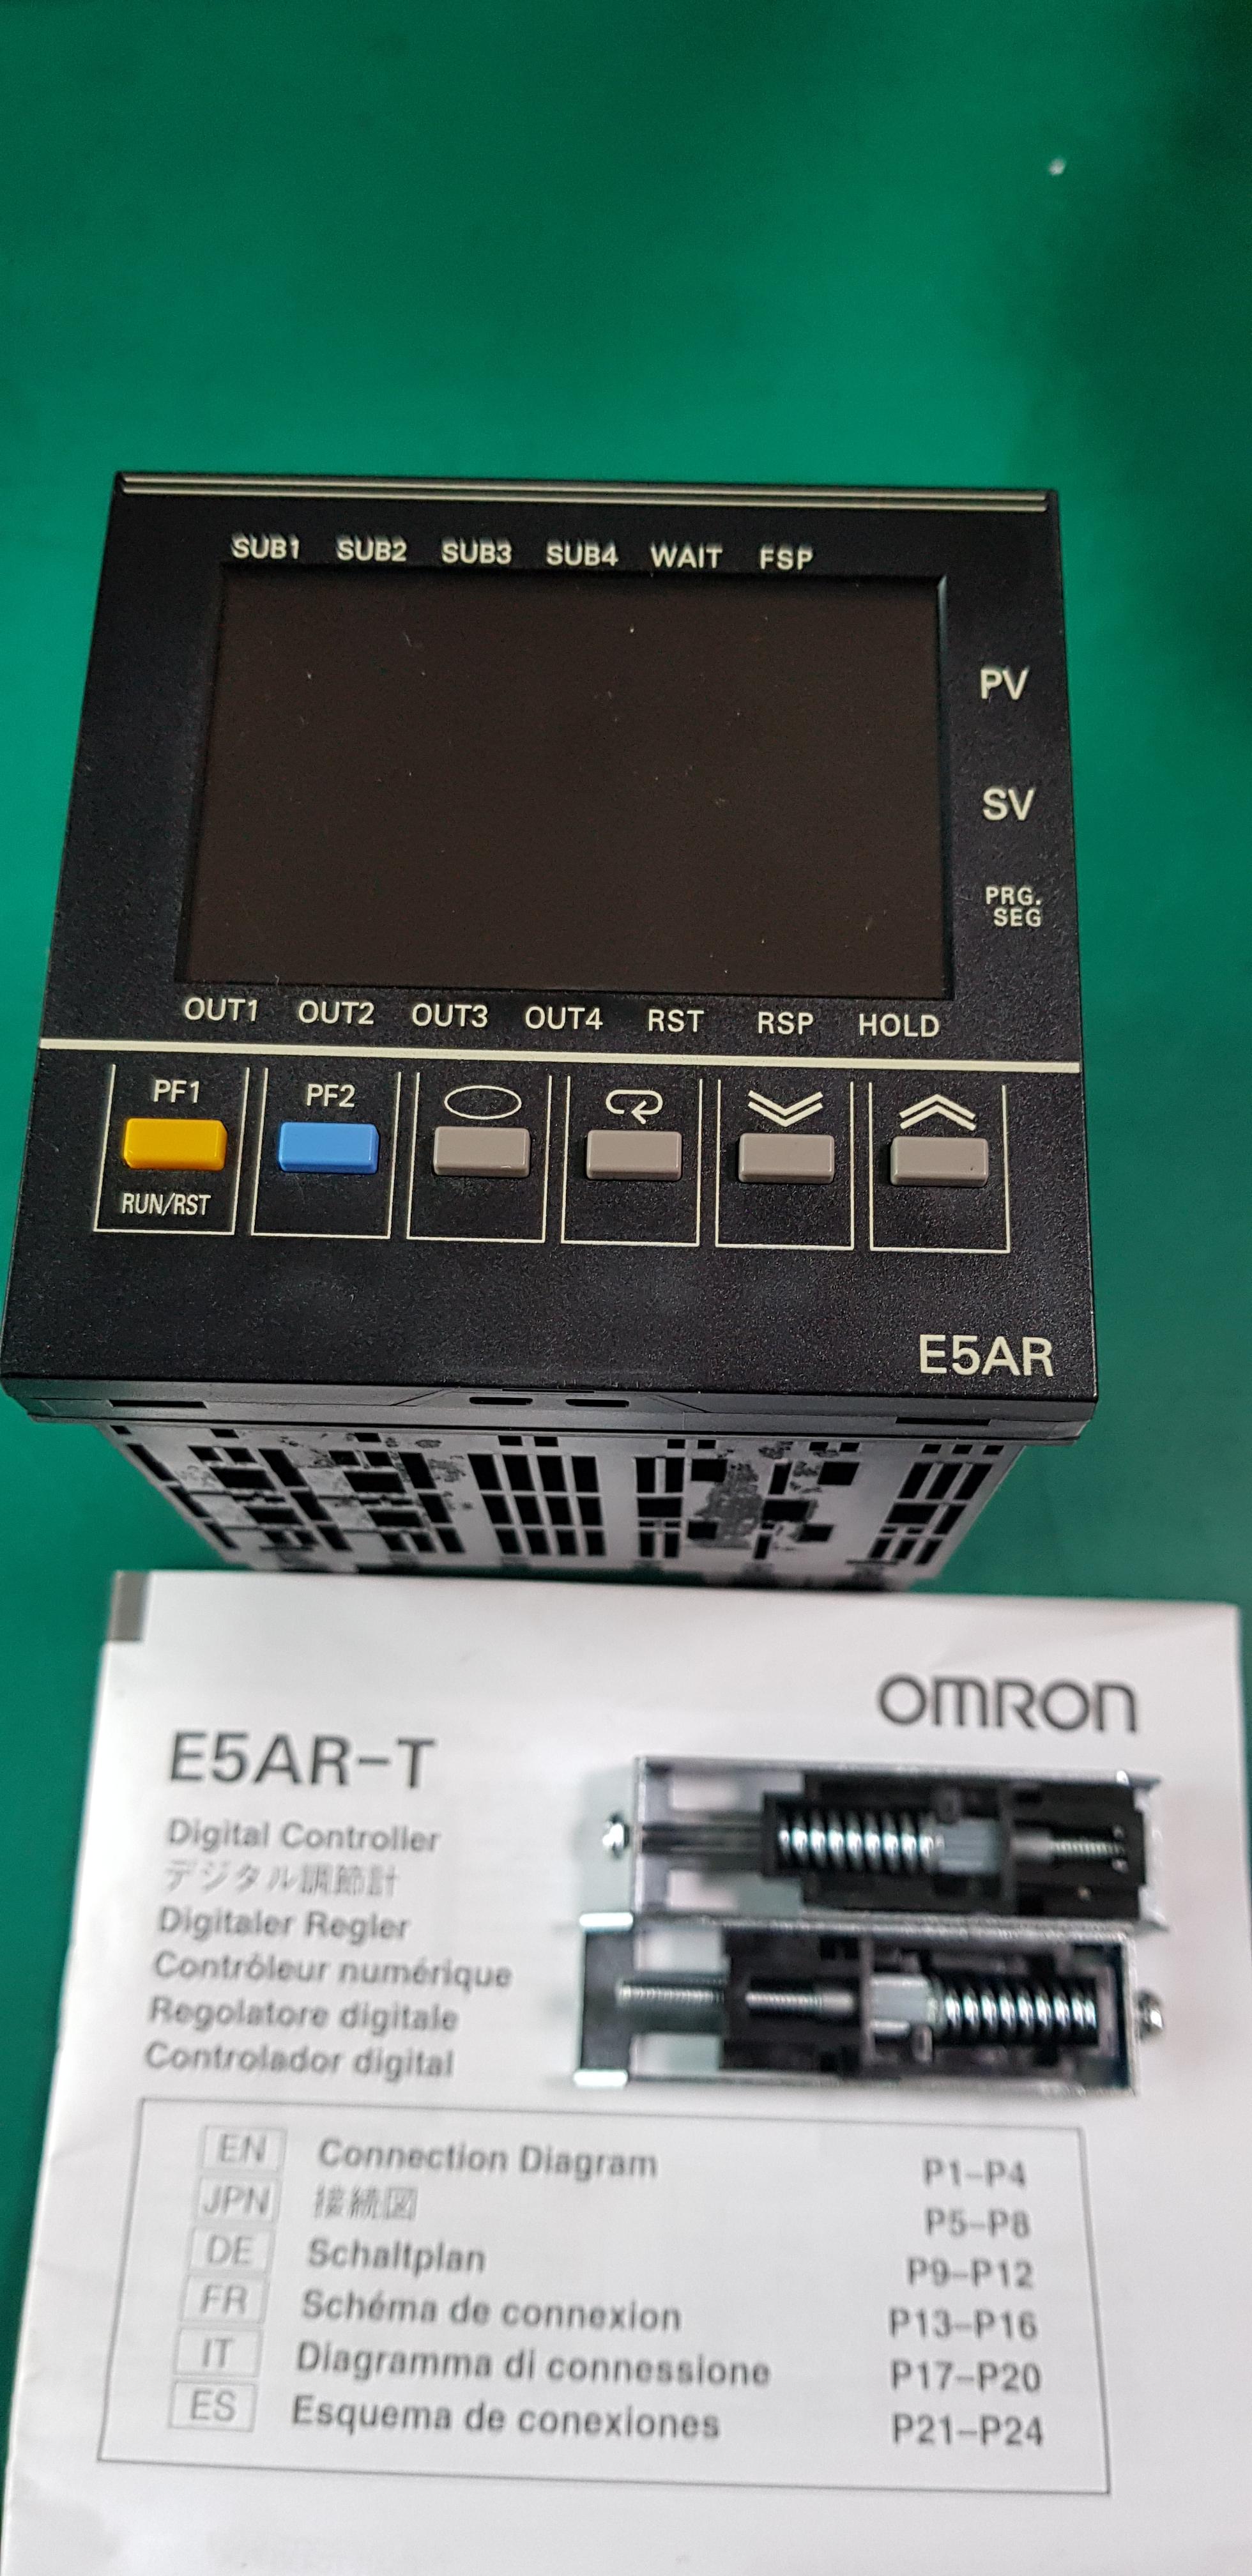 SUB1 SUB2 SUB3 SUB4 WAIT FSP
PV
SV
PRG.
SEG
OUT1 OUT2 OUT3 OUT4 RST RSP HOLD
PF1 PF2
RUN/RST
E5AR
OMRON
E5AR-T
Digital Controller
デジタル調節計
Digitaler Regler
Contrôleur numérique
Regolatore digitale
Controlador digital
EN Connection Diagram P1-P4
JPN 接続図 P5-P8
DE Schaltplan P9-P12
FR Schéma de connexion P13-P16
IT Diagramma di connessione P17-P20
ES Esquema de conexiones P21-P24